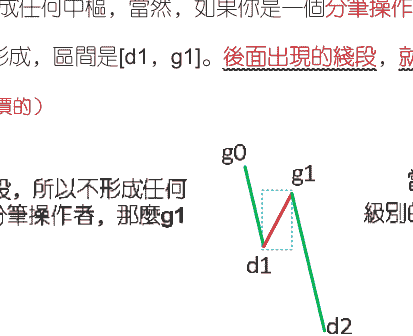 成任何中樞，當然，如果你是一個分筆操作
形成，區間是[d1，g1]。後面出現的綫段，就
價的）
g0
g1
段，所以不形成任何
分筆操作者，那麼g1
級別的
d1
d2